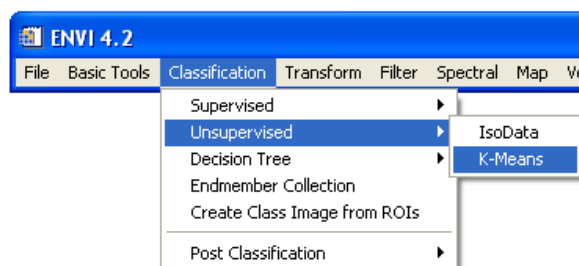 ENVI 4.2
File Basic Tools Classification Transform Filter Spectral Map
Supervised
Unsupervised
IsoData
Decision Tree
K-Means
Endmember Collection
Create Class Image from ROIs
Post Classification